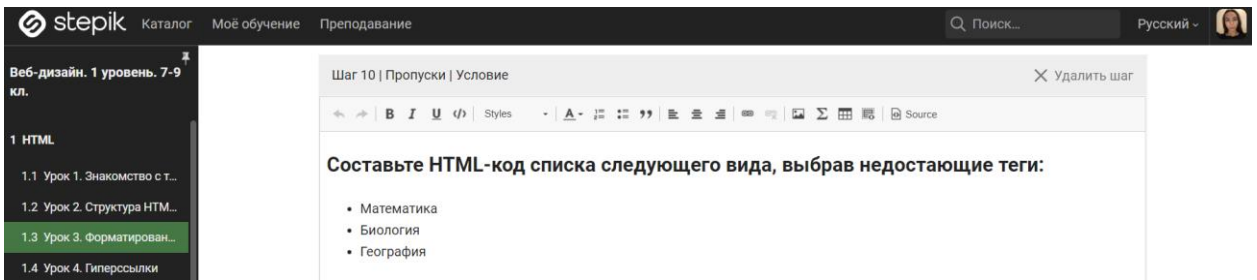 stepik Каталог Моё обучение Преподавание Поиск... Русский
Веб-дизайн. 1 уровень. 7-9
кл.
Шаг 10 | Пропуски | Условие Удалить шаг
B I U </> Styles A Σ Source
1 HTML
Составьте HTML-код списка следующего вида, выбрав недостающие теги:
1.1 Урок 1. Знакомство с т...
1.2 Урок 2. Структура HTM...
1.3 Урок 3. Форматирован...
1.4 Урок 4. Гиперссылки
• Математика
• Биология
• География